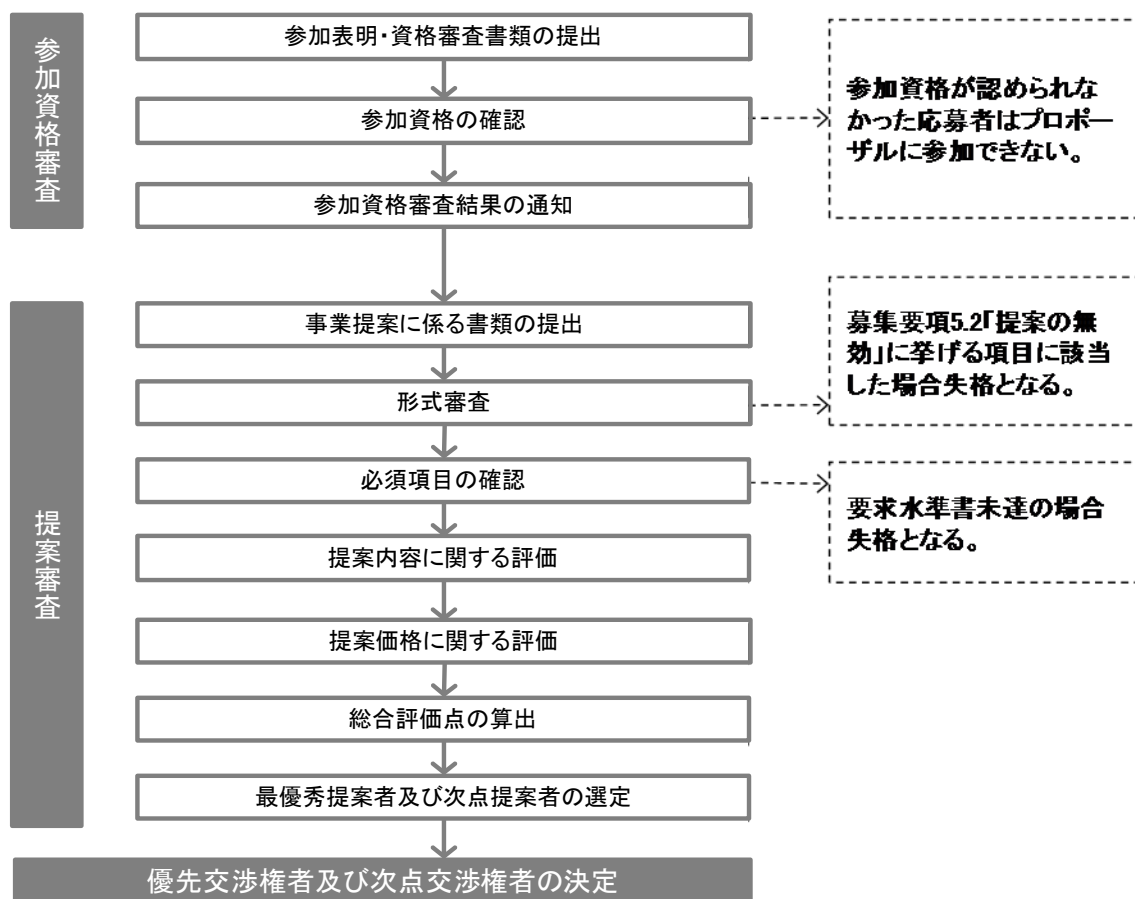 参加資格審査
参加表明・資格審査書類の提出
参加資格の確認
参加資格審査結果の通知
参加資格が認められな
かった応募者はプロポー
ザルに参加できない。
提案審査
事業提案に係る書類の提出
形式審査
必須項目の確認
提案内容に関する評価
提案価格に関する評価
総合評価点の算出
最優秀提案者及び次点提案者の選定
募集要項5.2「提案の無
効」に挙げる項目に該当
した場合失格となる。
要求水準書未達の場合
失格となる。
優先交渉権者及び次点交渉権者の決定